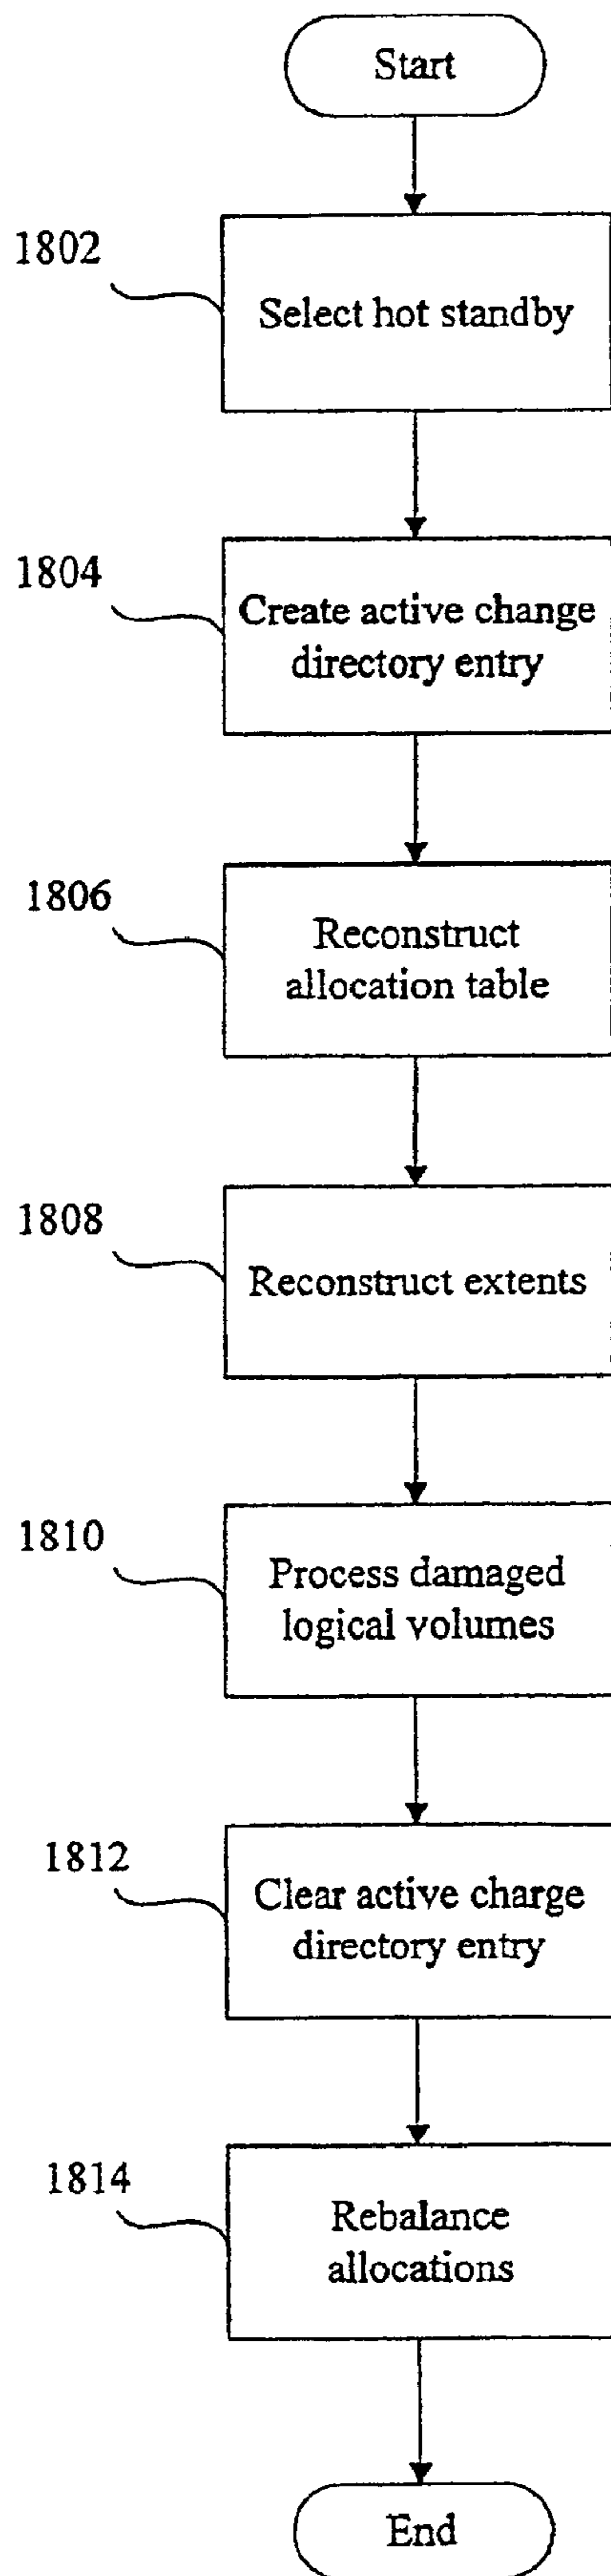 Start
1802
Select hot standby
1804
Create active change
directory entry
1806
Reconstruct
allocation table
1808
Reconstruct extents
1810
Process damaged
logical volumes
1812
Clear active charge
directory entry
1814
Rebalance
allocations
End